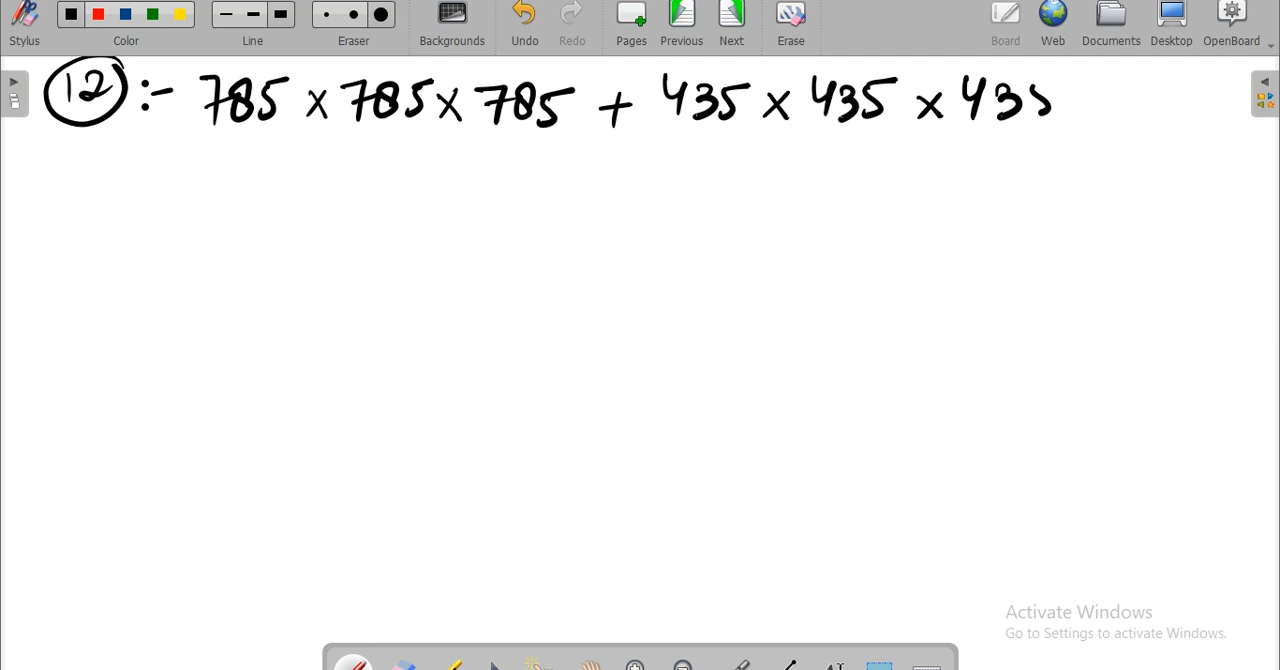 Stylus Color Line Eraser Backgrounds Undo Redo Pages Previous Next Erase Board Web Documents Desktop OpenBoard
12 :- 785 × 785 × 785 + 435 × 435 × 435
Activate Windows
Go to Settings to activate Windows.